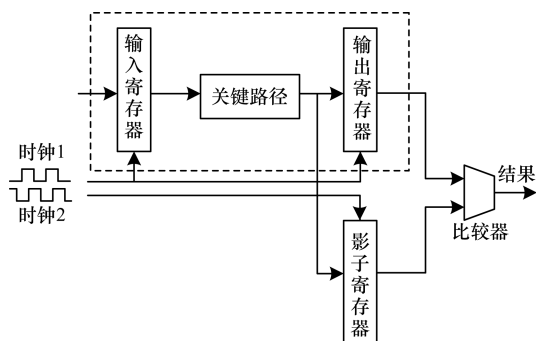 输入寄存器
关键路径
输出寄存器
时钟1
时钟2
影子寄存器
比较器
结果